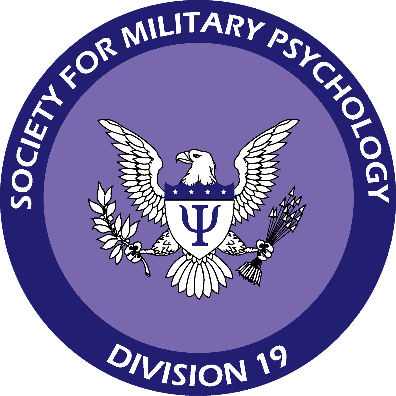 SOCIETY FOR MILITARY PSYCHOLOGY
Ψ
DIVISION 19